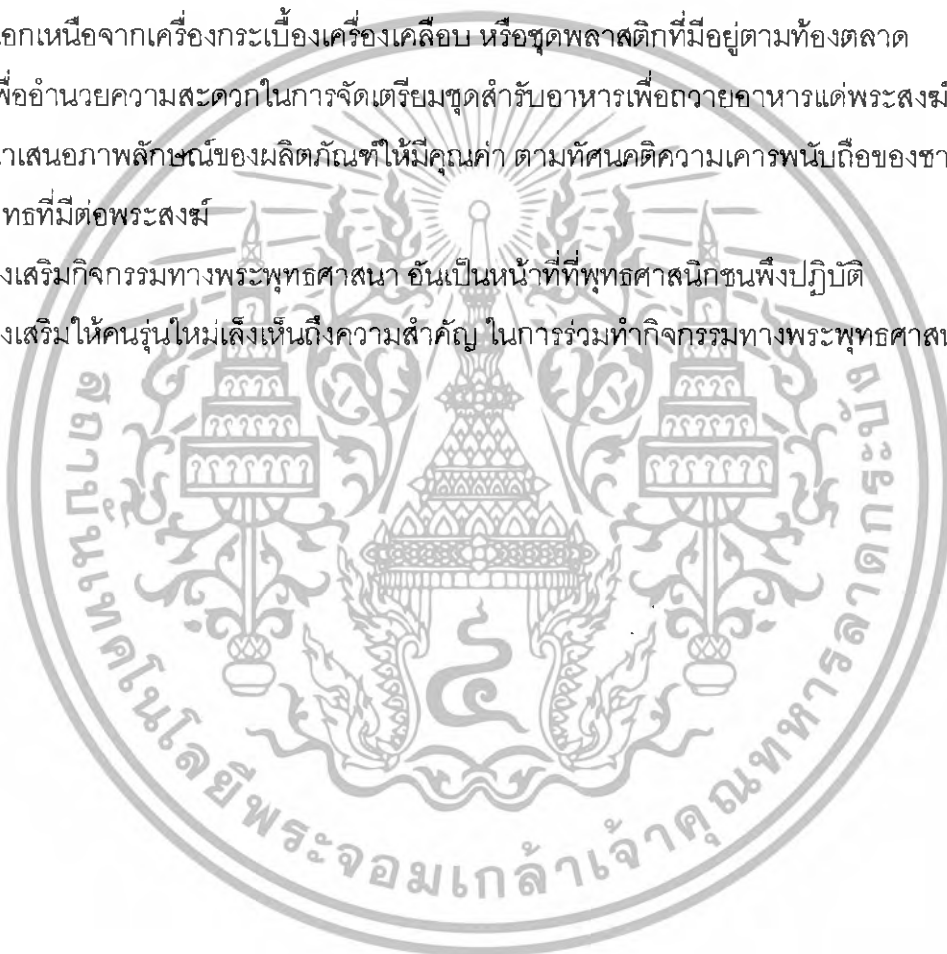 นอกเหนือจากเครื่องกระเบื้องเครื่องเคลือบ หรือชุดพลาสติกที่มีอยู่ตามท้องตลาด
เพื่ออำนวยความสะดวกในการจัดเตรียมชุดสำรับอาหารเพื่อถวายอาหารแด่พระสงฆ์
นำเสนอภาพลักษณ์ของผลิตภัณฑ์ให้มีคุณค่า ตามทัศนคติความเคารพนับถือของชา
ทธที่มีต่อพระสงฆ์
งเสริมกิจกรรมทางพระพุทธศาสนา อันเป็นหน้าที่ที่พุทธศาสนิกชนพึงปฏิบัติ
งเสริมให้คนรุ่นใหม่เล็งเห็นถึงความสำคัญ ในการร่วมทำกิจกรรมทางพระพุทธศาสน
๔
สถาบันเทคโนโลยีพระจอมเกล้าเจ้าคุณทหารลาดกระบัง